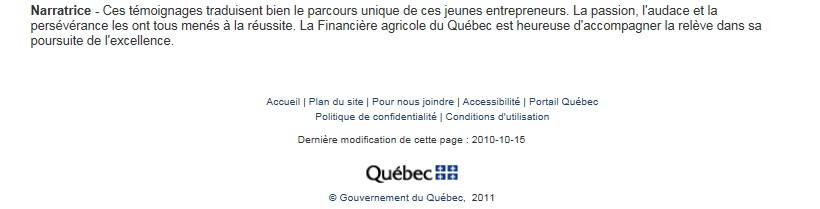 Narratrice - Ces témoignages traduisent bien le parcours unique de ces jeunes entrepreneurs. La passion, l'audace et la
persévérance les ont tous menés à la réussite. La Financière agricole du Québec est heureuse d'accompagner la relève dans sa
poursuite de l'excellence.
Accueil | Plan du site | Pour nous joindre | Accessibilité | Portail Québec
Politique de confidentialité | Conditions d'utilisation
Dernière modification de cette page : 2010-10-15
Québec
© Gouvernement du Québec, 2011